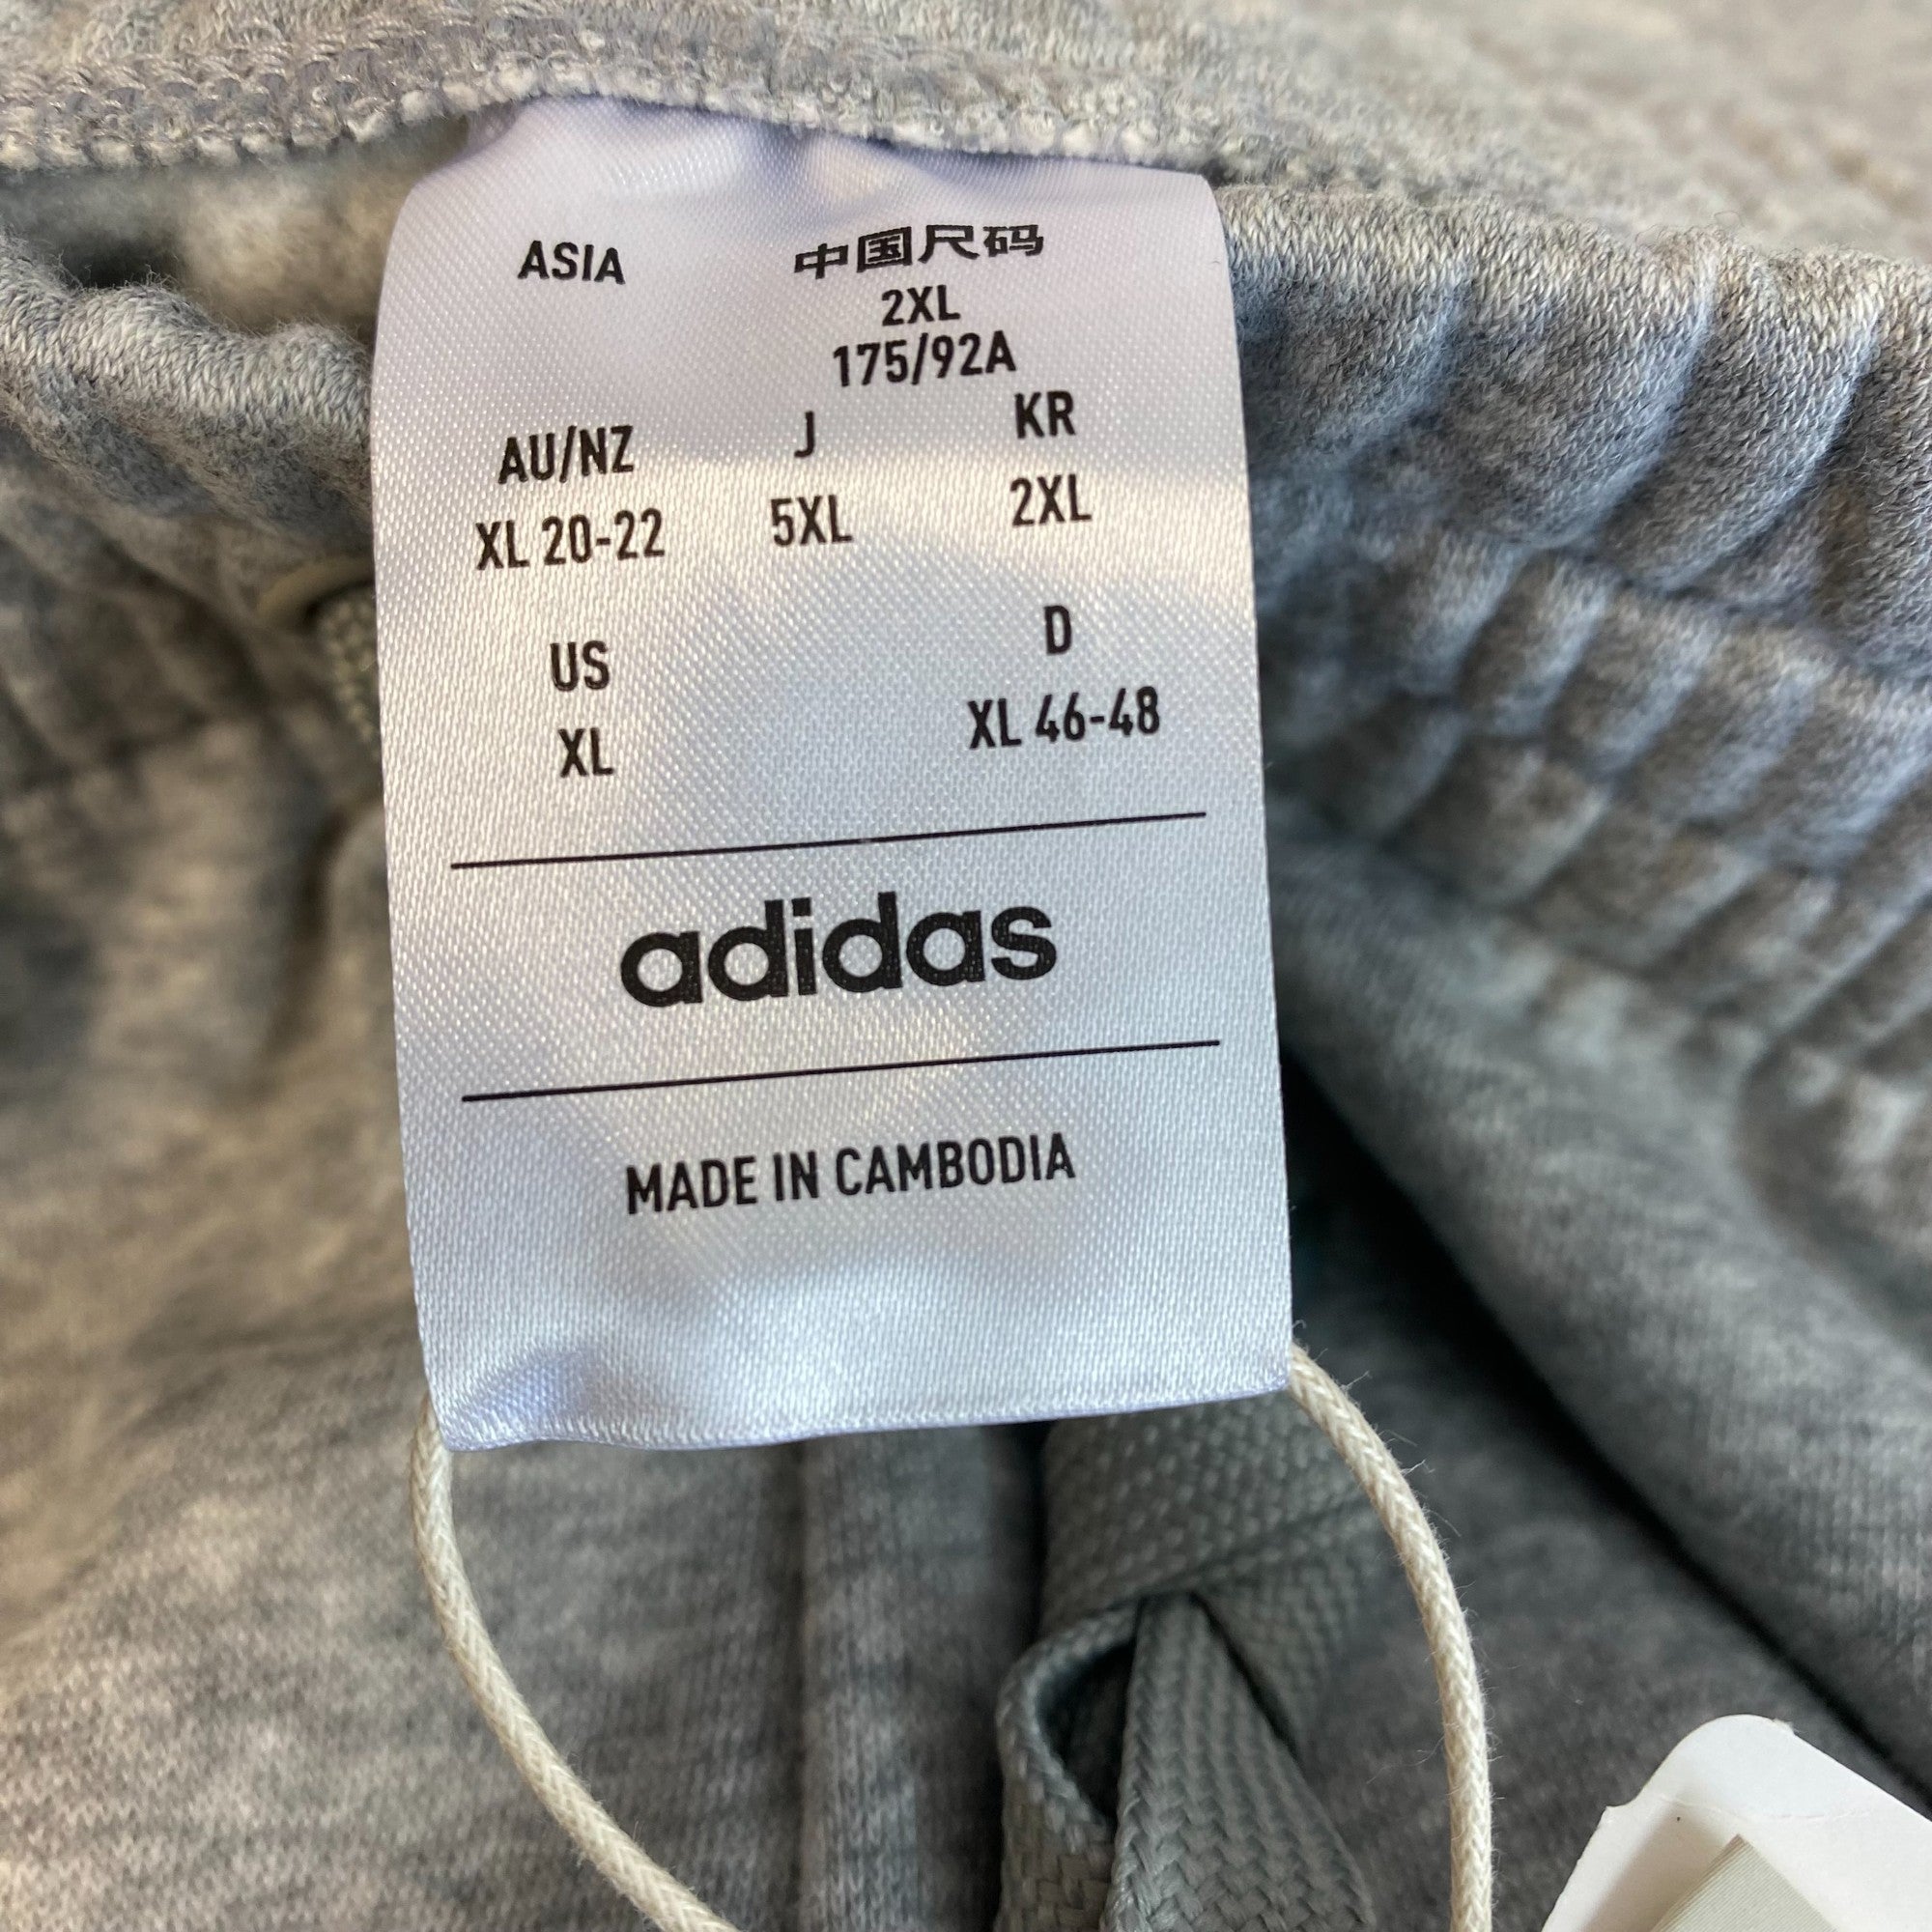 ASIA 中国尺码
2XL
175/92A
AU/NZ J KR
XL 20-22 5XL 2XL
US D
XL XL 46-48
adidas
MADE IN CAMBODIA